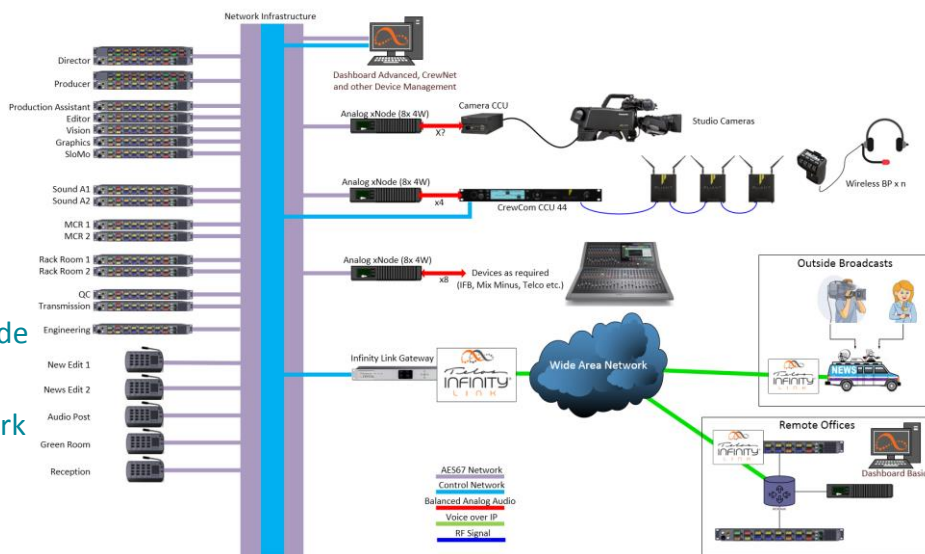 Network Infrastructure
Director
Producer
Production Assistant
Editor
Vision
Graphics
SloMo
Sound A1
Sound A2
MCR 1
MCR 2
Rack Room 1
Rack Room 2
QC
Transmission
Engineering
New Edit 1
News Edit 2
Audio Post
Green Room
Reception
de
rk
Dashboard Advanced, CrewNet
and other Device Management
Analog xNode (8x 4W)
X?
Camera CCU
Studio Cameras
Analog xNode (8x 4W)
x4
CrewCom CCU 44
Wireless BP x n
Analog xNode (8x 4W)
x8
Devices as required
(IFB, Mix Minus, Telco etc.)
Infinity Link Gateway
Telos
INFINITY®
LINK
Wide Area Network
Outside Broadcasts
Telos
INFINITY
LINK
NEWS
Remote Offices
Telos
INFINITY
LINK
Dashboard Basic
AES67 Network
Control Network
Balanced Analog Audio
Voice over IP
RF Signal